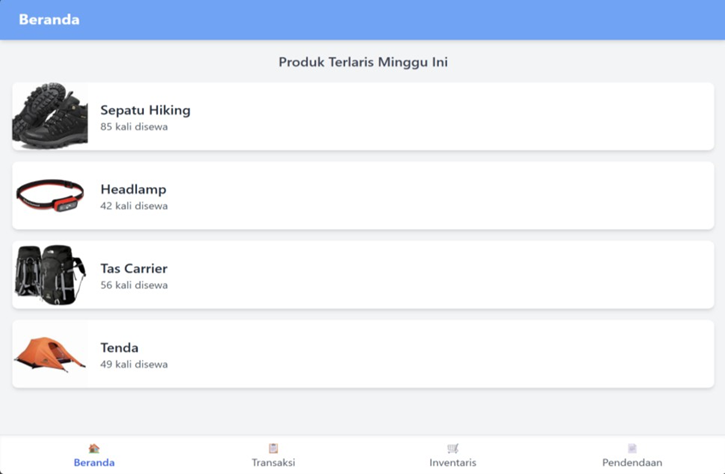 Beranda
Produk Terlaris Minggu Ini
Sepatu Hiking
85 kali disewa
Headlamp
42 kali disewa
Tas Carrier
56 kali disewa
Tenda
49 kali disewa
Beranda
Transaksi
Inventaris
Pendendaan